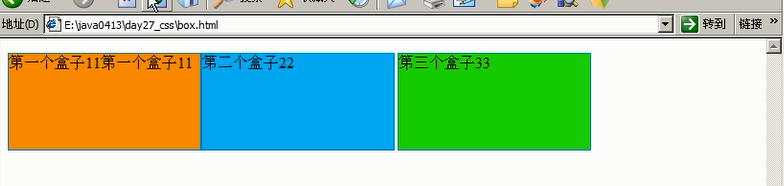 地址(D) E:\java0413\day27_css\box.html 转到 链接 »
第一个盒子11第一个盒子11 第二个盒子22 第三个盒子33